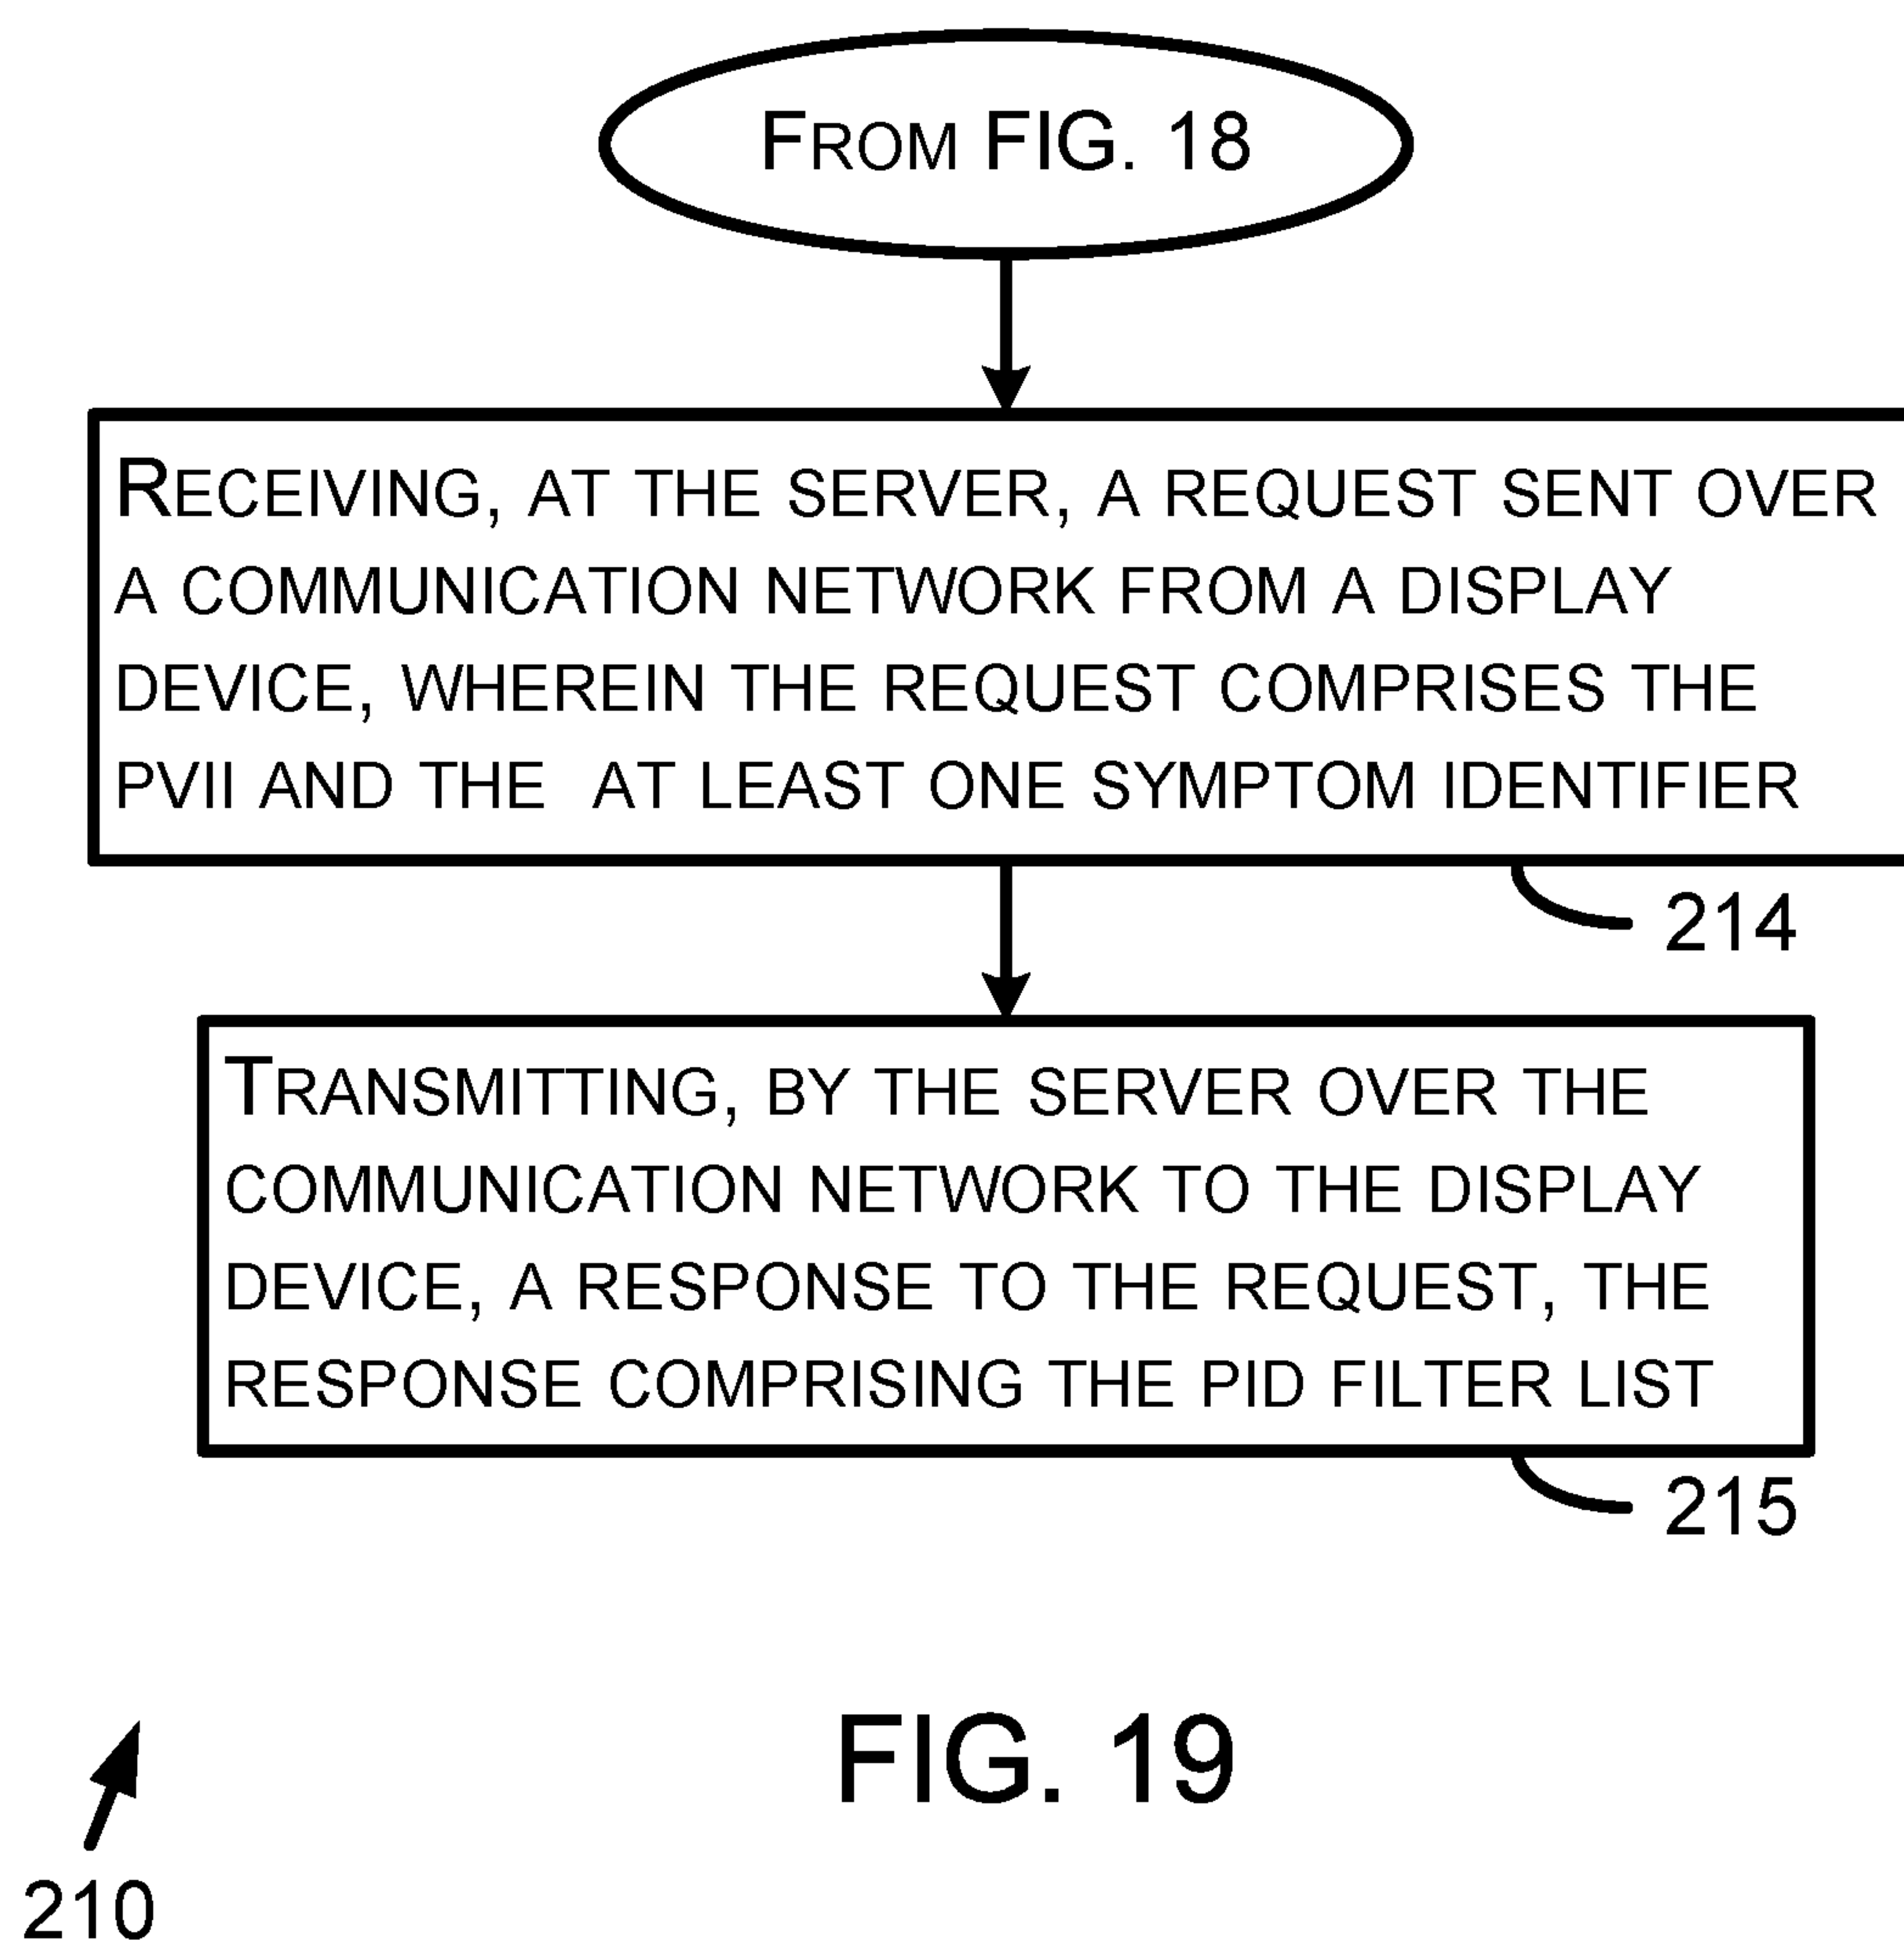 FROM FIG. 18
RECEIVING, AT THE SERVER, A REQUEST SENT OVER
A COMMUNICATION NETWORK FROM A DISPLAY
DEVICE, WHEREIN THE REQUEST COMPRISES THE
PVII AND THE AT LEAST ONE SYMPTOM IDENTIFIER
214
TRANSMITTING, BY THE SERVER OVER THE
COMMUNICATION NETWORK TO THE DISPLAY
DEVICE, A RESPONSE TO THE REQUEST, THE
RESPONSE COMPRISING THE PID FILTER LIST
215
FIG. 19
210